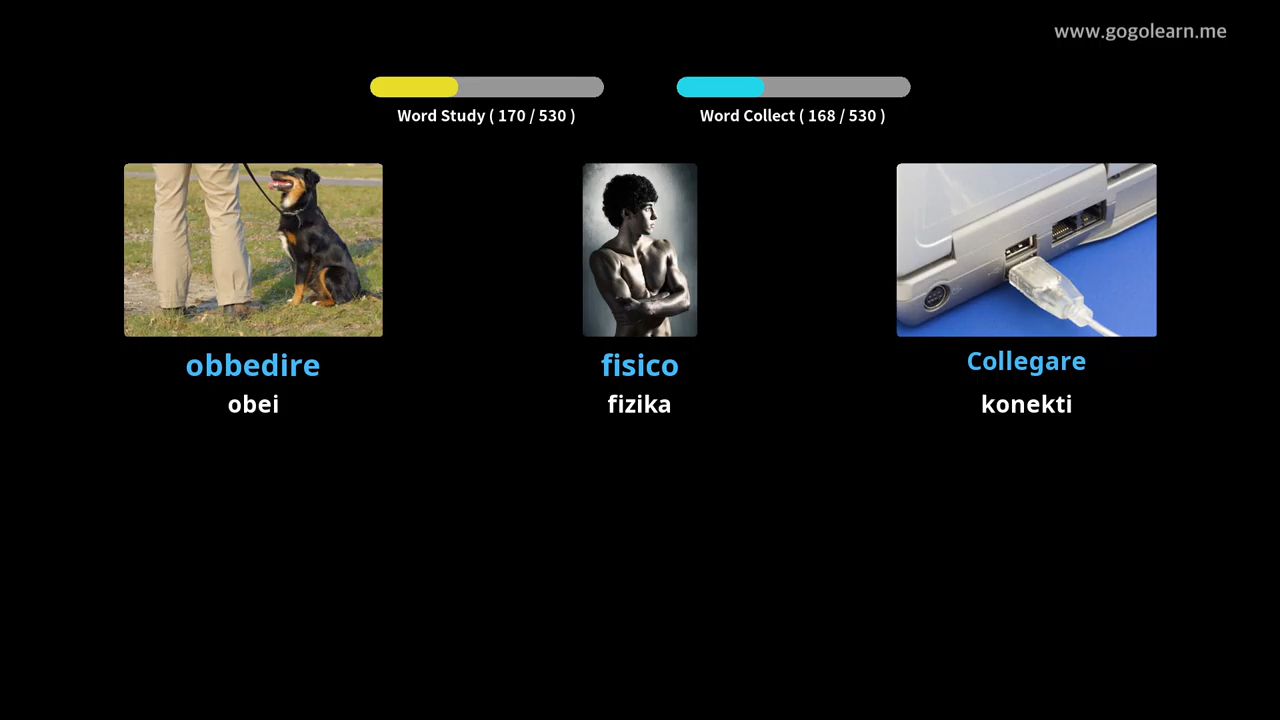 www.gogolearn.me
Word Study ( 170 / 530 )
Word Collect ( 168 / 530 )
obbedire
obei
fisico
fizika
Collegare
konekti